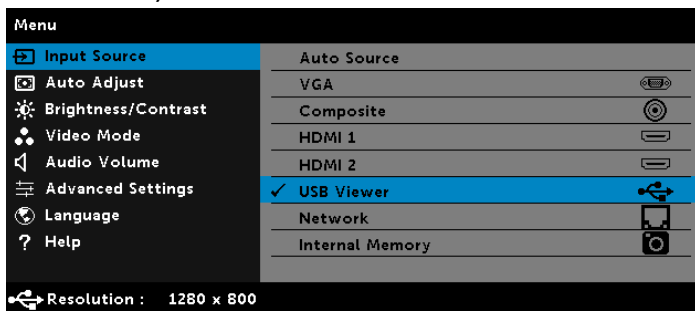 Menu
Input Source
Auto Adjust
Brightness/Contrast
Video Mode
Audio Volume
Advanced Settings
Language
? Help
Auto Source
VGA
Composite
HDMI 1
HDMI 2
✓ USB Viewer
Network
Internal Memory
Resolution : 1280 x 800